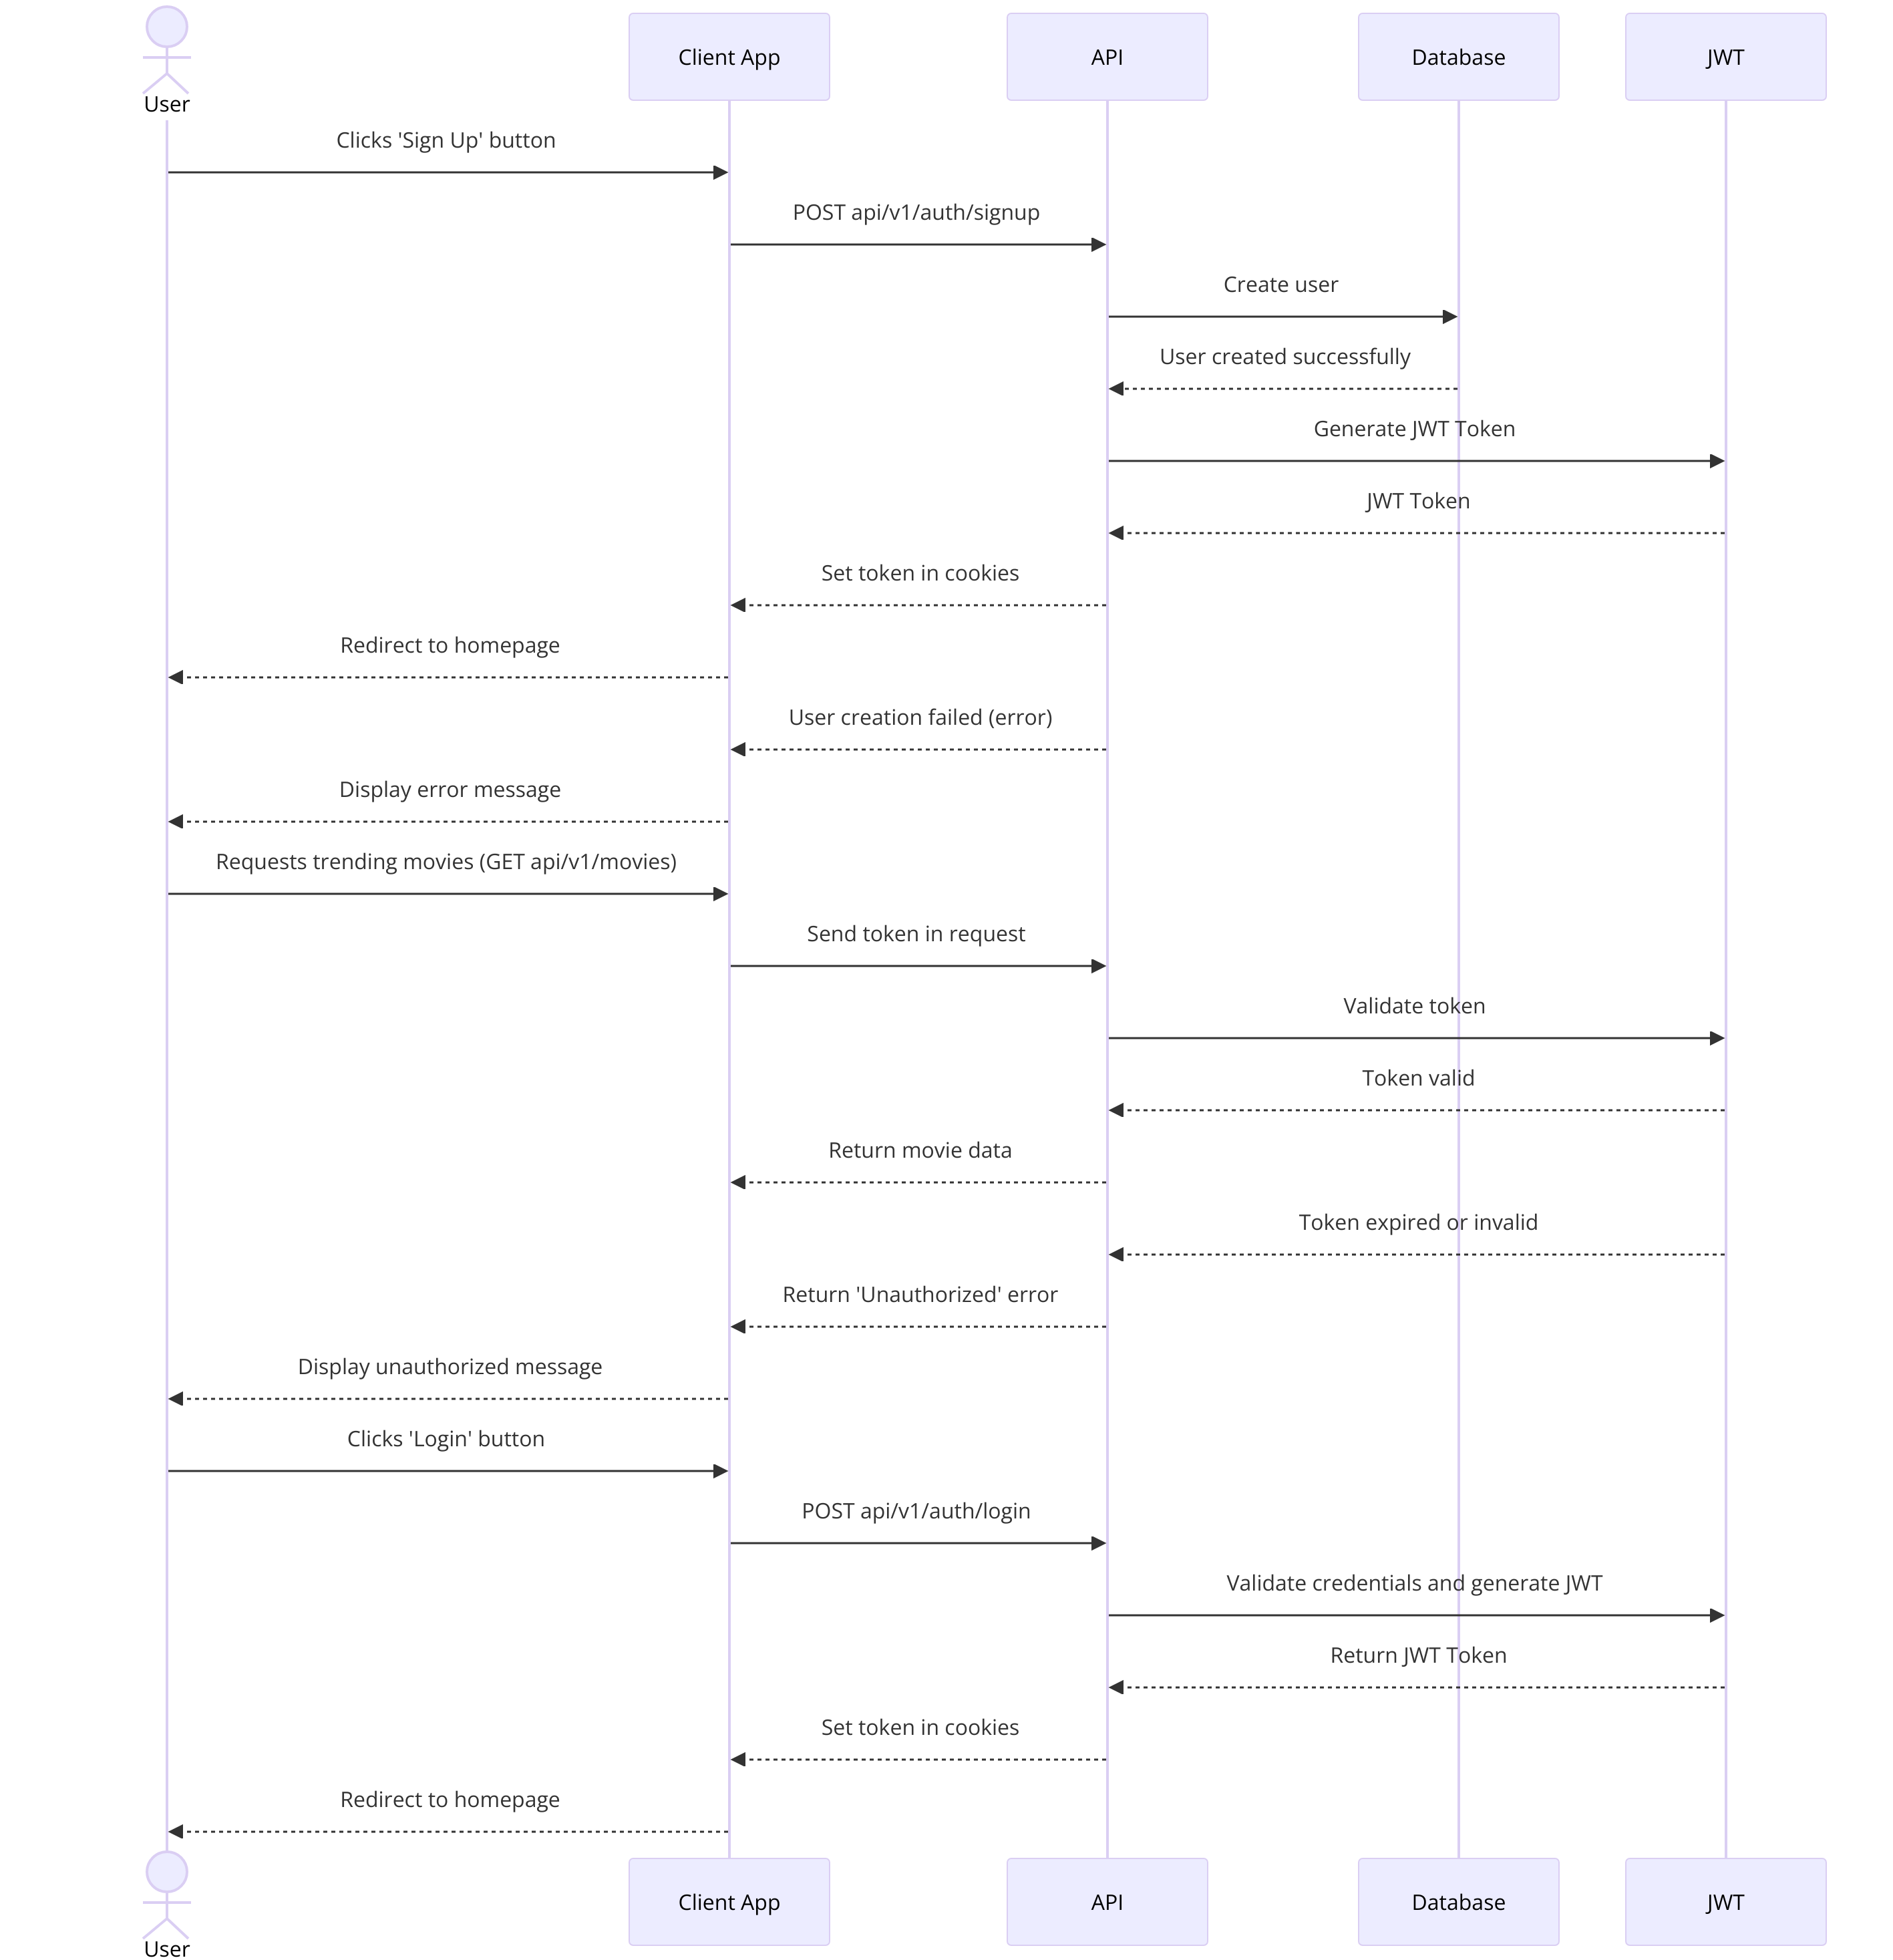 User
Client App
API
Database
JWT
Clicks 'Sign Up' button
POST api/v1/auth/signup
Create user
User created successfully
Generate JWT Token
JWT Token
Set token in cookies
Redirect to homepage
User creation failed (error)
Display error message
Requests trending movies (GET api/v1/movies)
Send token in request
Validate token
Token valid
Return movie data
Token expired or invalid
Return 'Unauthorized' error
Display unauthorized message
Clicks 'Login' button
POST api/v1/auth/login
Validate credentials and generate JWT
Return JWT Token
Set token in cookies
Redirect to homepage
User
Client App
API
Database
JWT